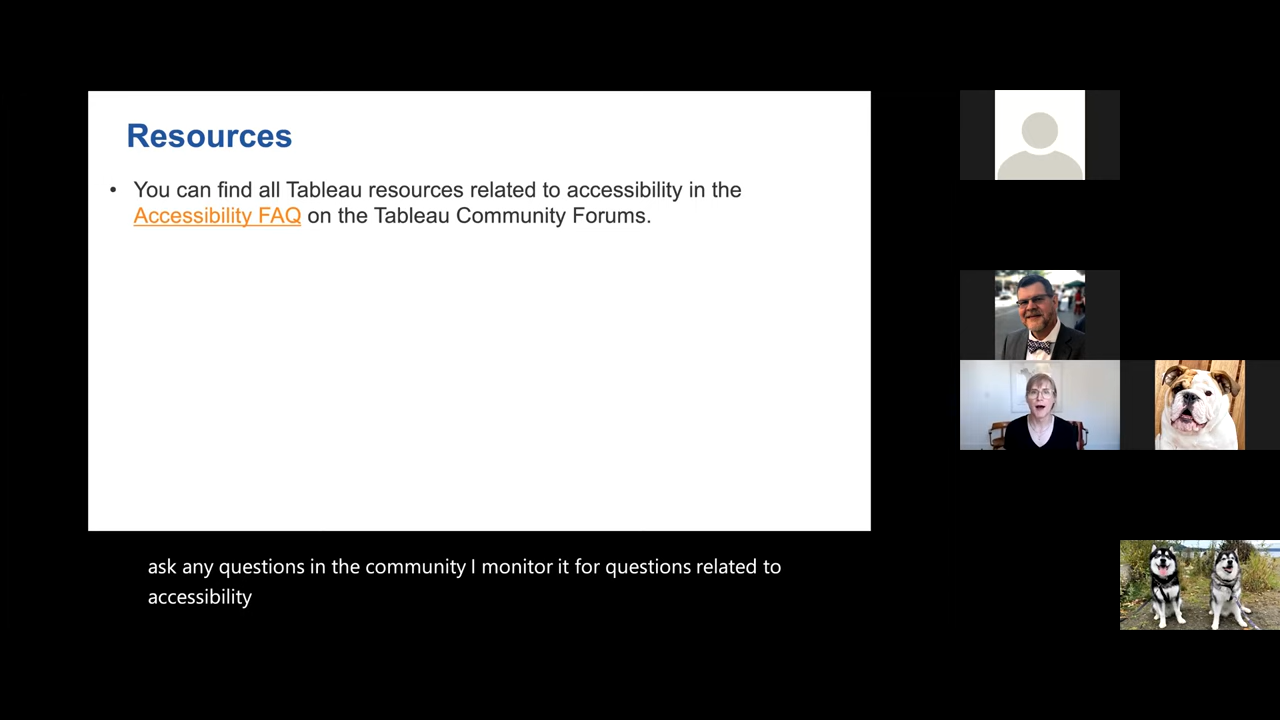 Resources
• You can find all Tableau resources related to accessibility in the
Accessibility FAQ on the Tableau Community Forums.
ask any questions in the community I monitor it for questions related to
accessibility